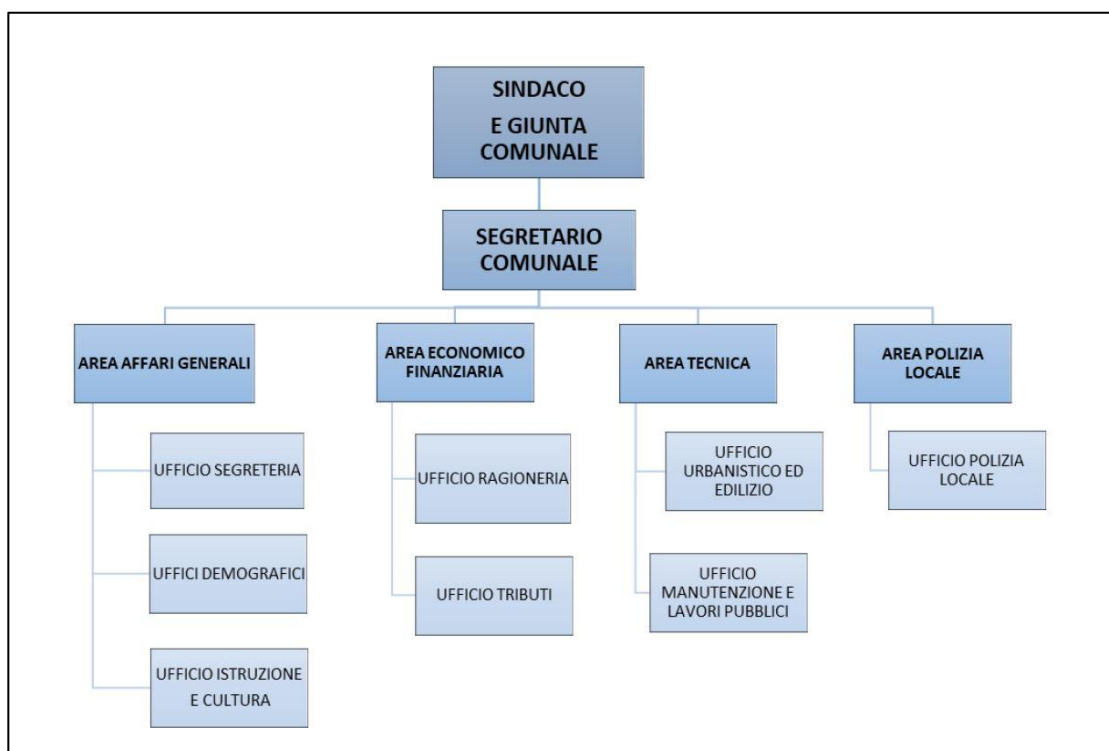 SINDACO
E GIUNTA
COMUNALE
SEGRETARIO
COMUNALE
AREA AFFARI GENERALI
AREA ECONOMICO
FINANZIARIA
AREA TECNICA
AREA POLIZIA
LOCALE
UFFICIO SEGRETERIA
UFFICI DEMOGRAFICI
UFFICIO ISTRUZIONE
E CULTURA
UFFICIO RAGIONERIA
UFFICIO TRIBUTI
UFFICIO
URBANISTICO ED
EDILIZIO
UFFICIO
MANUTENZIONE E
LAVORI PUBBLICI
UFFICIO POLIZIA
LOCALE